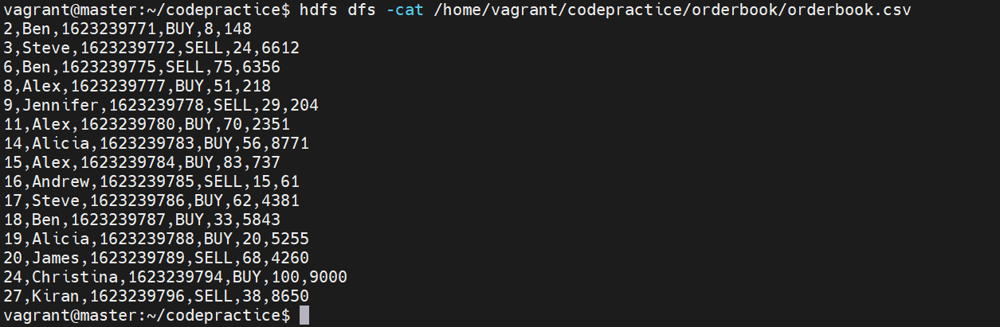 vagrant@master:~/codepractice$ hdfs dfs -cat /home/vagrant/codepractice/orderbook/orderbook.csv
2,Ben,1623239771,BUY,8,148
3,Steve,1623239772,SELL,24,6612
6,Ben,1623239775,SELL,75,6356
8,Alex,1623239777,BUY,51,218
9,Jennifer,1623239778,SELL,29,204
11,Alex,1623239780,BUY,70,2351
14,Alicia,1623239783,BUY,56,8771
15,Alex,1623239784,BUY,83,737
16,Andrew,1623239785,SELL,15,61
17,Steve,1623239786,BUY,62,4381
18,Ben,1623239787,BUY,33,5843
19,Alicia,1623239788,BUY,20,5255
20,James,1623239789,SELL,68,4260
24,Christina,1623239794,BUY,100,9000
27,Kiran,1623239796,SELL,38,8650
vagrant@master:~/codepractice$